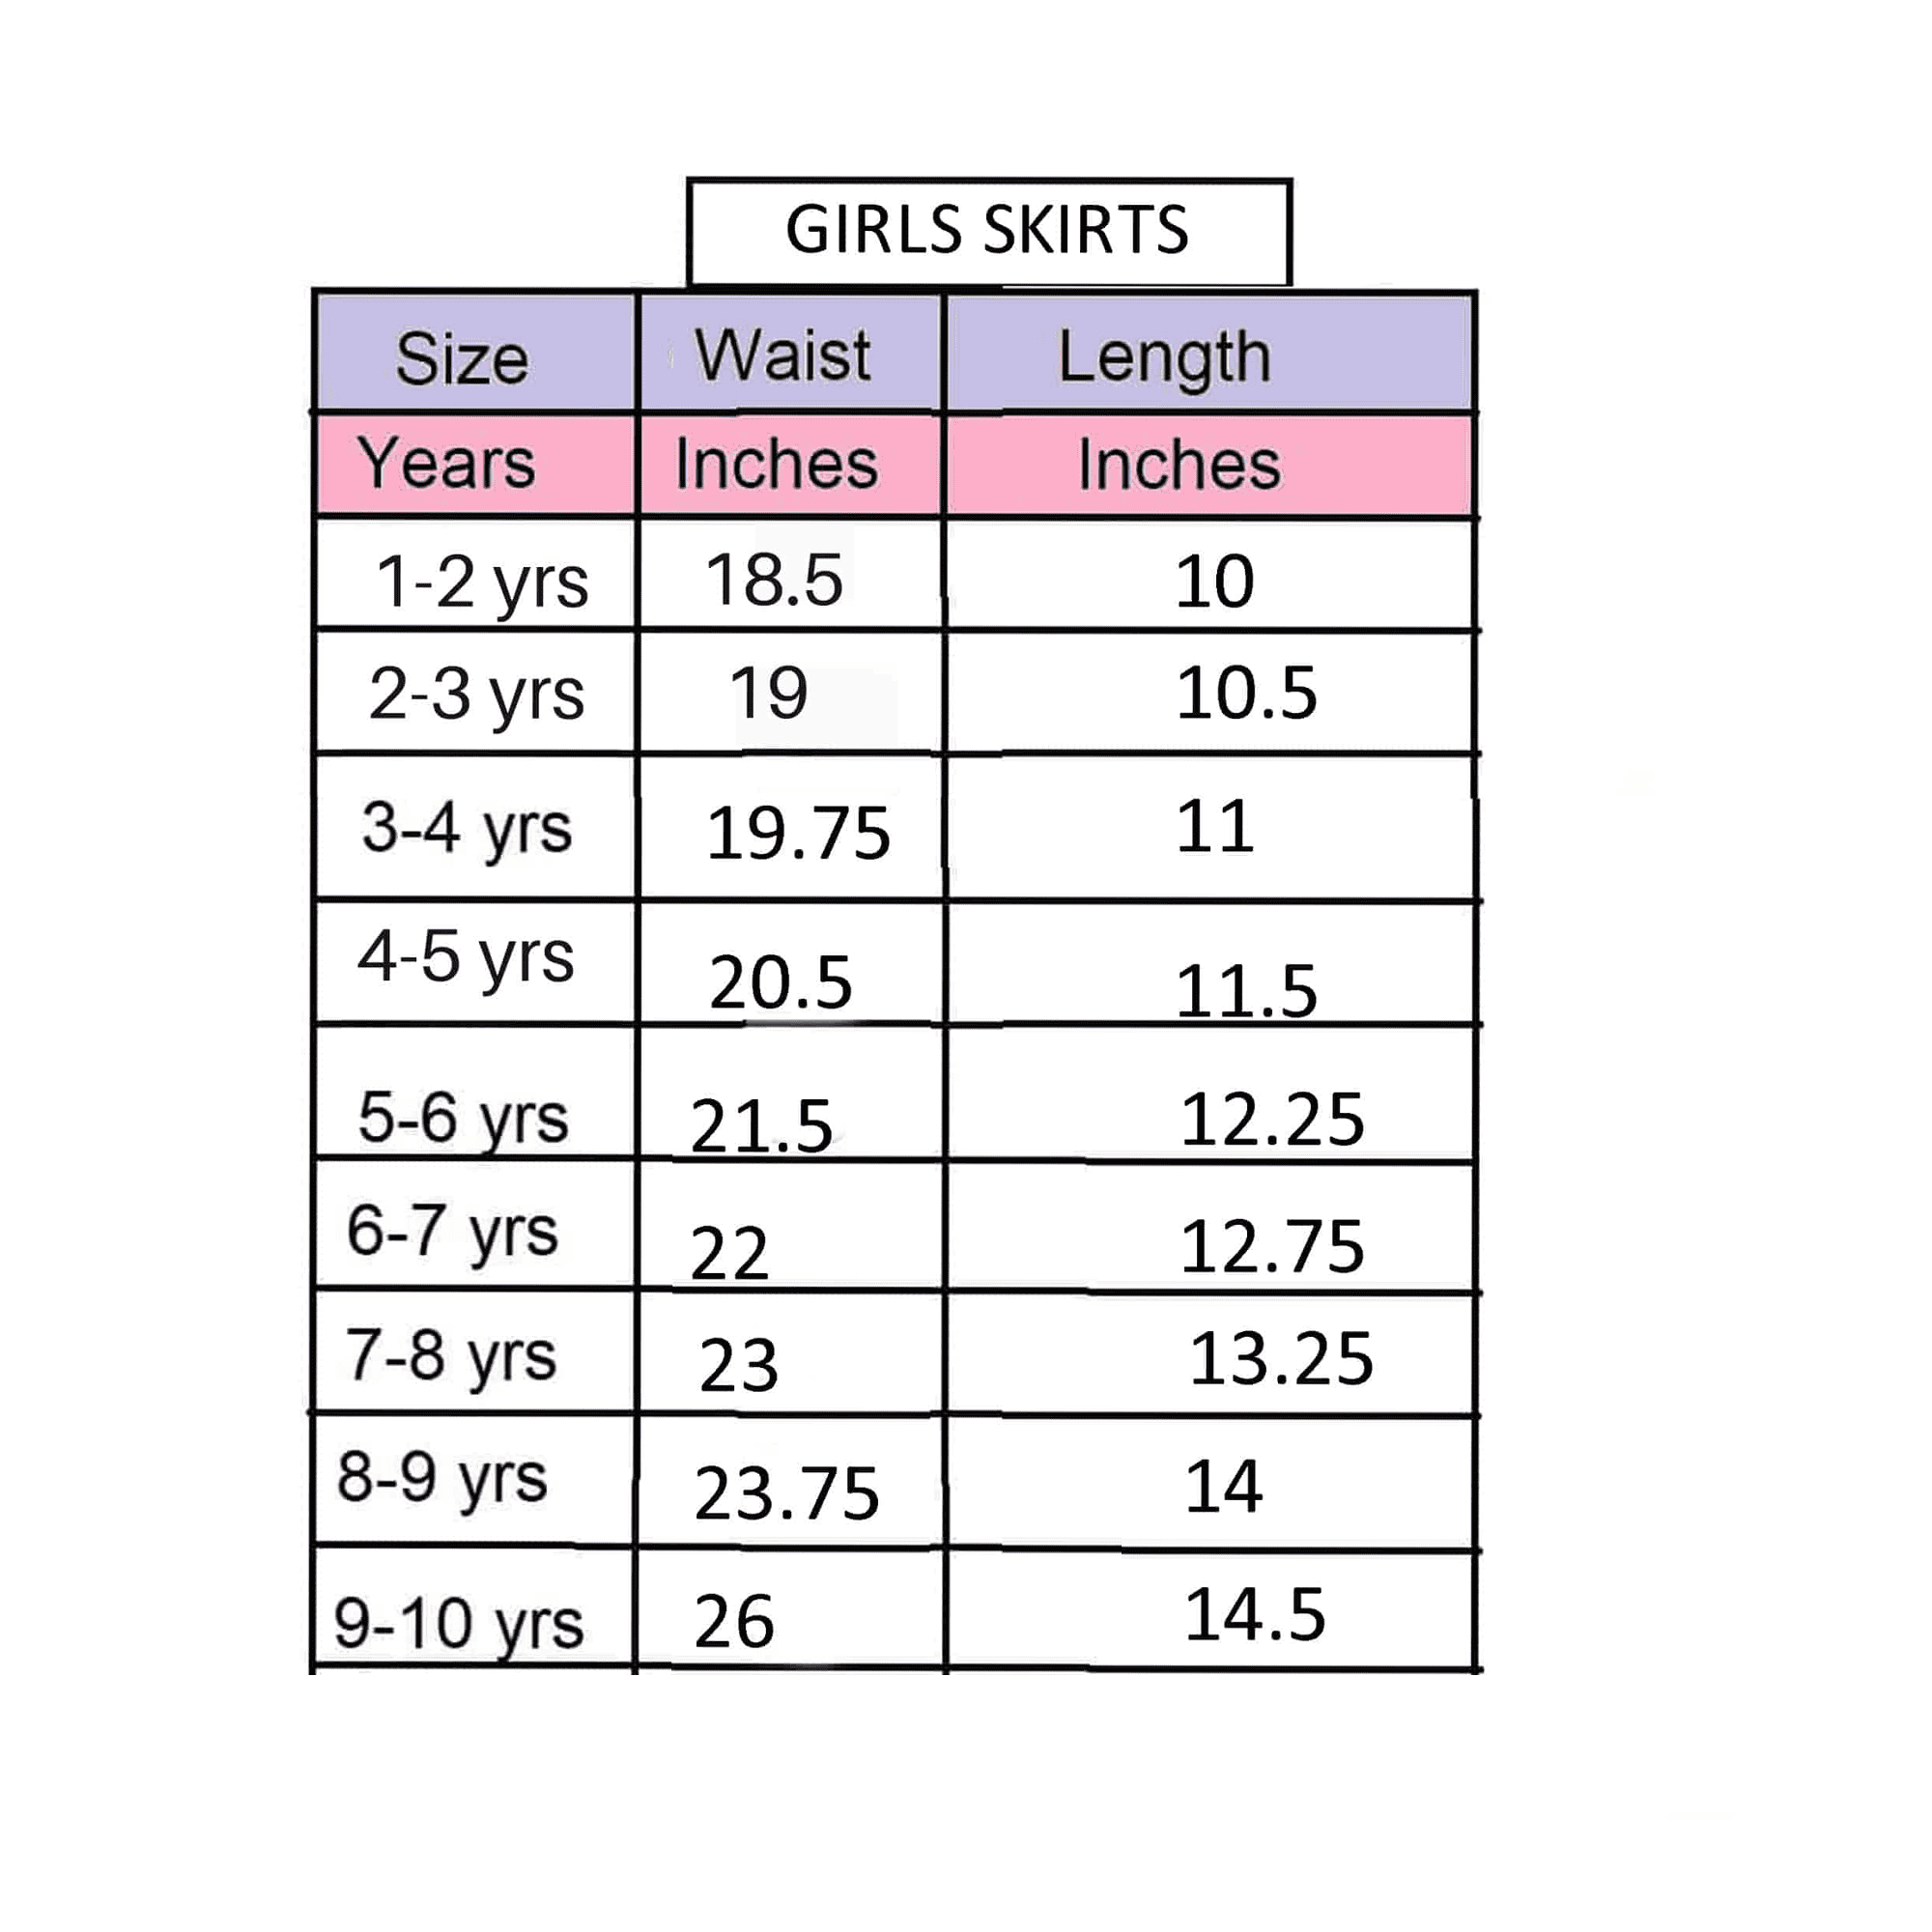 GIRLS SKIRTS
Size Waist Length
Years Inches Inches
1-2 yrs 18.5 10
2-3 yrs 19 10.5
3-4 yrs 19.75 11
4-5 yrs 20.5 11.5
5-6 yrs 21.5 12.25
6-7 yrs 22 12.75
7-8 yrs 23 13.25
8-9 yrs 23.75 14
9-10 yrs 26 14.5